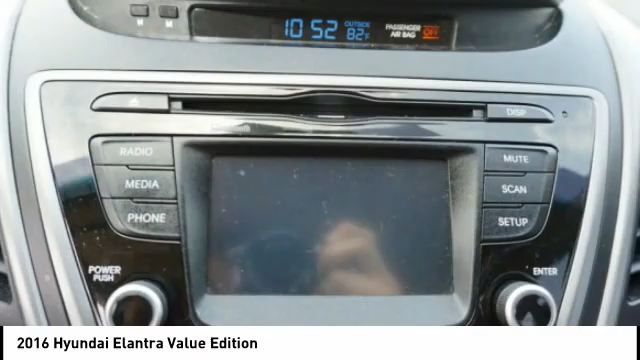 H M
10 52 OUTSIDE 82°F PASSENGER AIR BAG OFF
DISP
RADIO
MUTE
MEDIA
SCAN
PHONE
SETUP
POWER
PUSH
ENTER
2016 Hyundai Elantra Value Edition